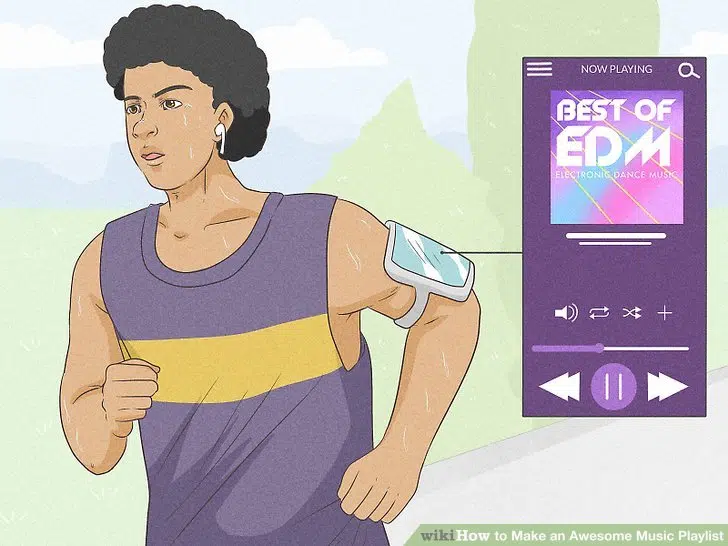 NOW PLAYING
BEST OF
EDM
ELECTRONIC DANCE MUSIC
wikiHow to Make an Awesome Music Playlist